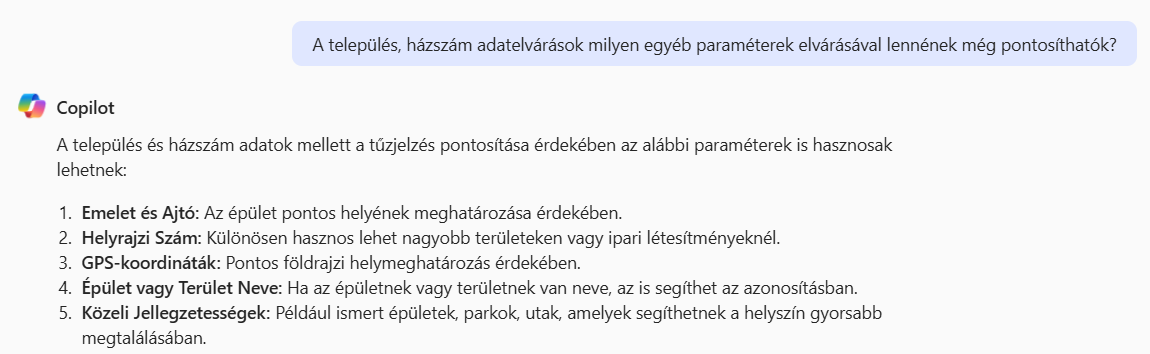 A település, házszám adatelvárások milyen egyéb paraméterek elvárásával lennének még pontosíthatók?
Copilot
A település és házszám adatok mellett a tűzjelzés pontosítása érdekében az alábbi paraméterek is hasznosak
lehetnek:
1. Emelet és Ajtó: Az épület pontos helyének meghatározása érdekében.
2. Helyrajzi Szám: Különösen hasznos lehet nagyobb területeken vagy ipari létesítményeknél.
3. GPS-koordináták: Pontos földrajzi helymeghatározás érdekében.
4. Épület vagy Terület Neve: Ha az épületnek vagy területnek van neve, az is segíthet az azonosításban.
5. Közeli Jellegzetességek: Például ismert épületek, parkok, utak, amelyek segíthetnek a helyszín gyorsabb
megtalálásában.